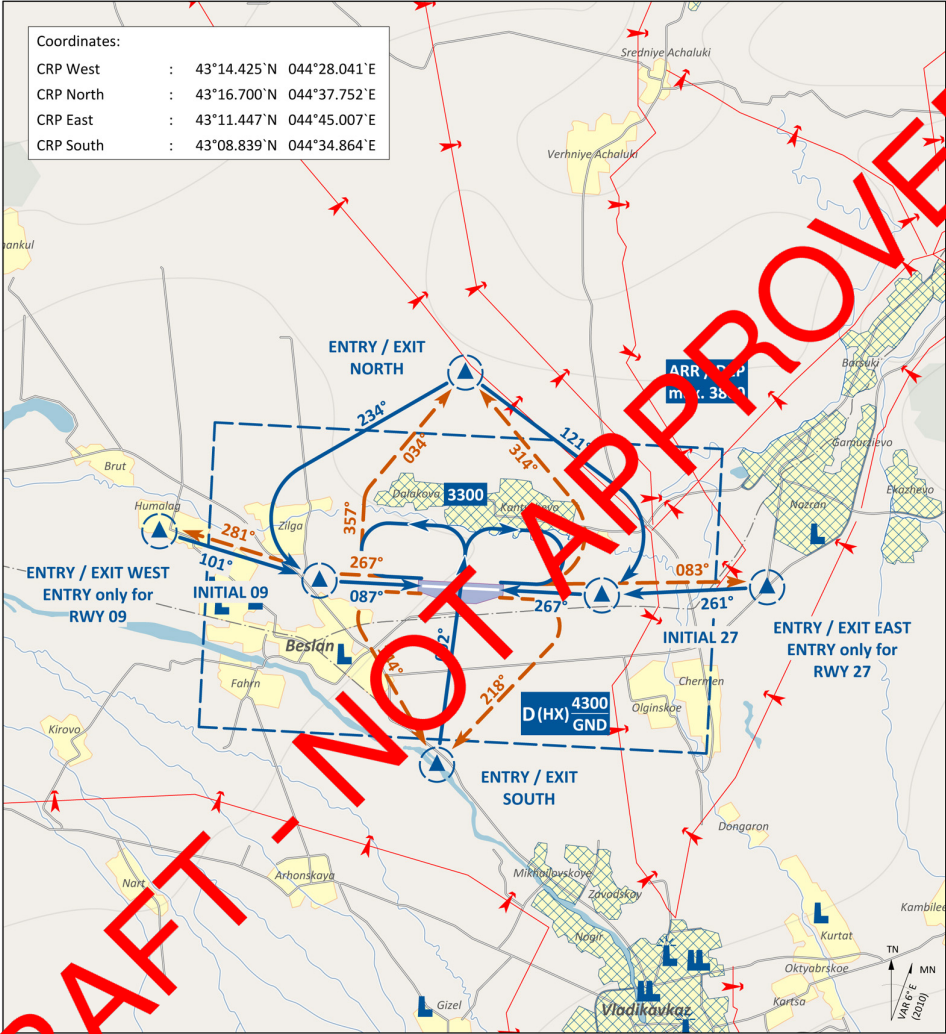 Coordinates:
CRP West : 43°14.425`N 044°28.041`E
CRP North : 43°16.700`N 044°37.752`E
CRP East : 43°11.447`N 044°45.007`E
CRP South : 43°08.839`N 044°34.864`E
Sredniye Achaluki
Verhniye Achaluki
ENTRY / EXIT
NORTH
ARR / DEP
Barsuki
234°
121°
034°
314°
Gamurzievo
Brut
Dalakova
3300
Nazran
Ekazhevo
Humalag
Zilga
357°
281°
101°
267°
083°
ENTRY / EXIT WEST
ENTRY only for
RWY 09
INITIAL 09
087°
267°
261°
INITIAL 27
ENTRY / EXIT EAST
ENTRY only for
RWY 27
Beslan
Fahrn
218°
Chermen
Olginskoe
D (HX) 4300
GND
Kirovo
ENTRY / EXIT
SOUTH
Dongaron
Nart
Arhonskaya
Mikhailovskoye
Zavodskoy
Nogir
Kurtat
Oktyabrskoe
Kartsa
Gizel
Vladikavkaz
TN
MN
VAR 6° E
(2010)
RAFT - NOT APPROVE